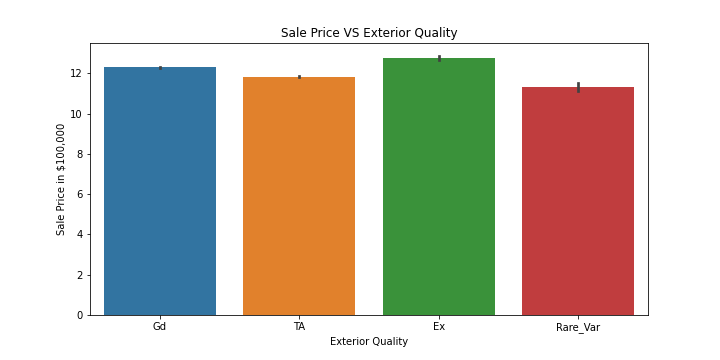 Sale Price VS Exterior Quality
Sale Price in $100,000
12
10
8
6
4
2
0
Gd TA Ex Rare_Var
Exterior Quality